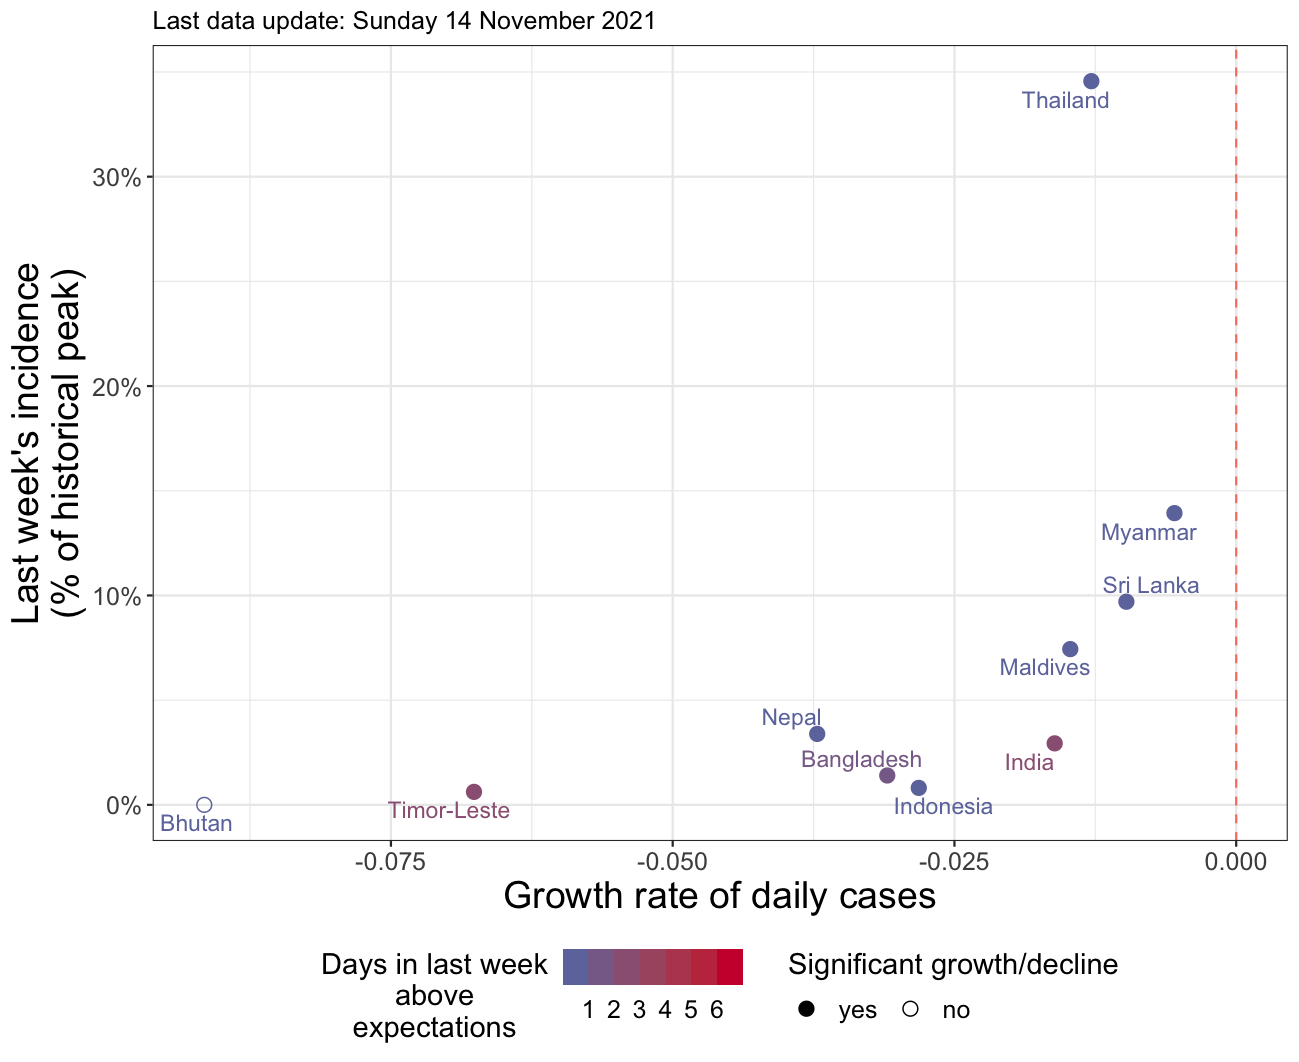 Last data update: Sunday 14 November 2021
Last week's incidence
(% of historical peak)
30%
20%
10%
0%
Thailand
Myanmar
Sri Lanka
Maldives
Nepal
Bangladesh
India
Indonesia
Timor-Leste
Bhutan
-0.075
-0.050
-0.025
0.000
Growth rate of daily cases
Days in last week
above
expectations
1 2 3 4 5 6
Significant growth/decline
yes no